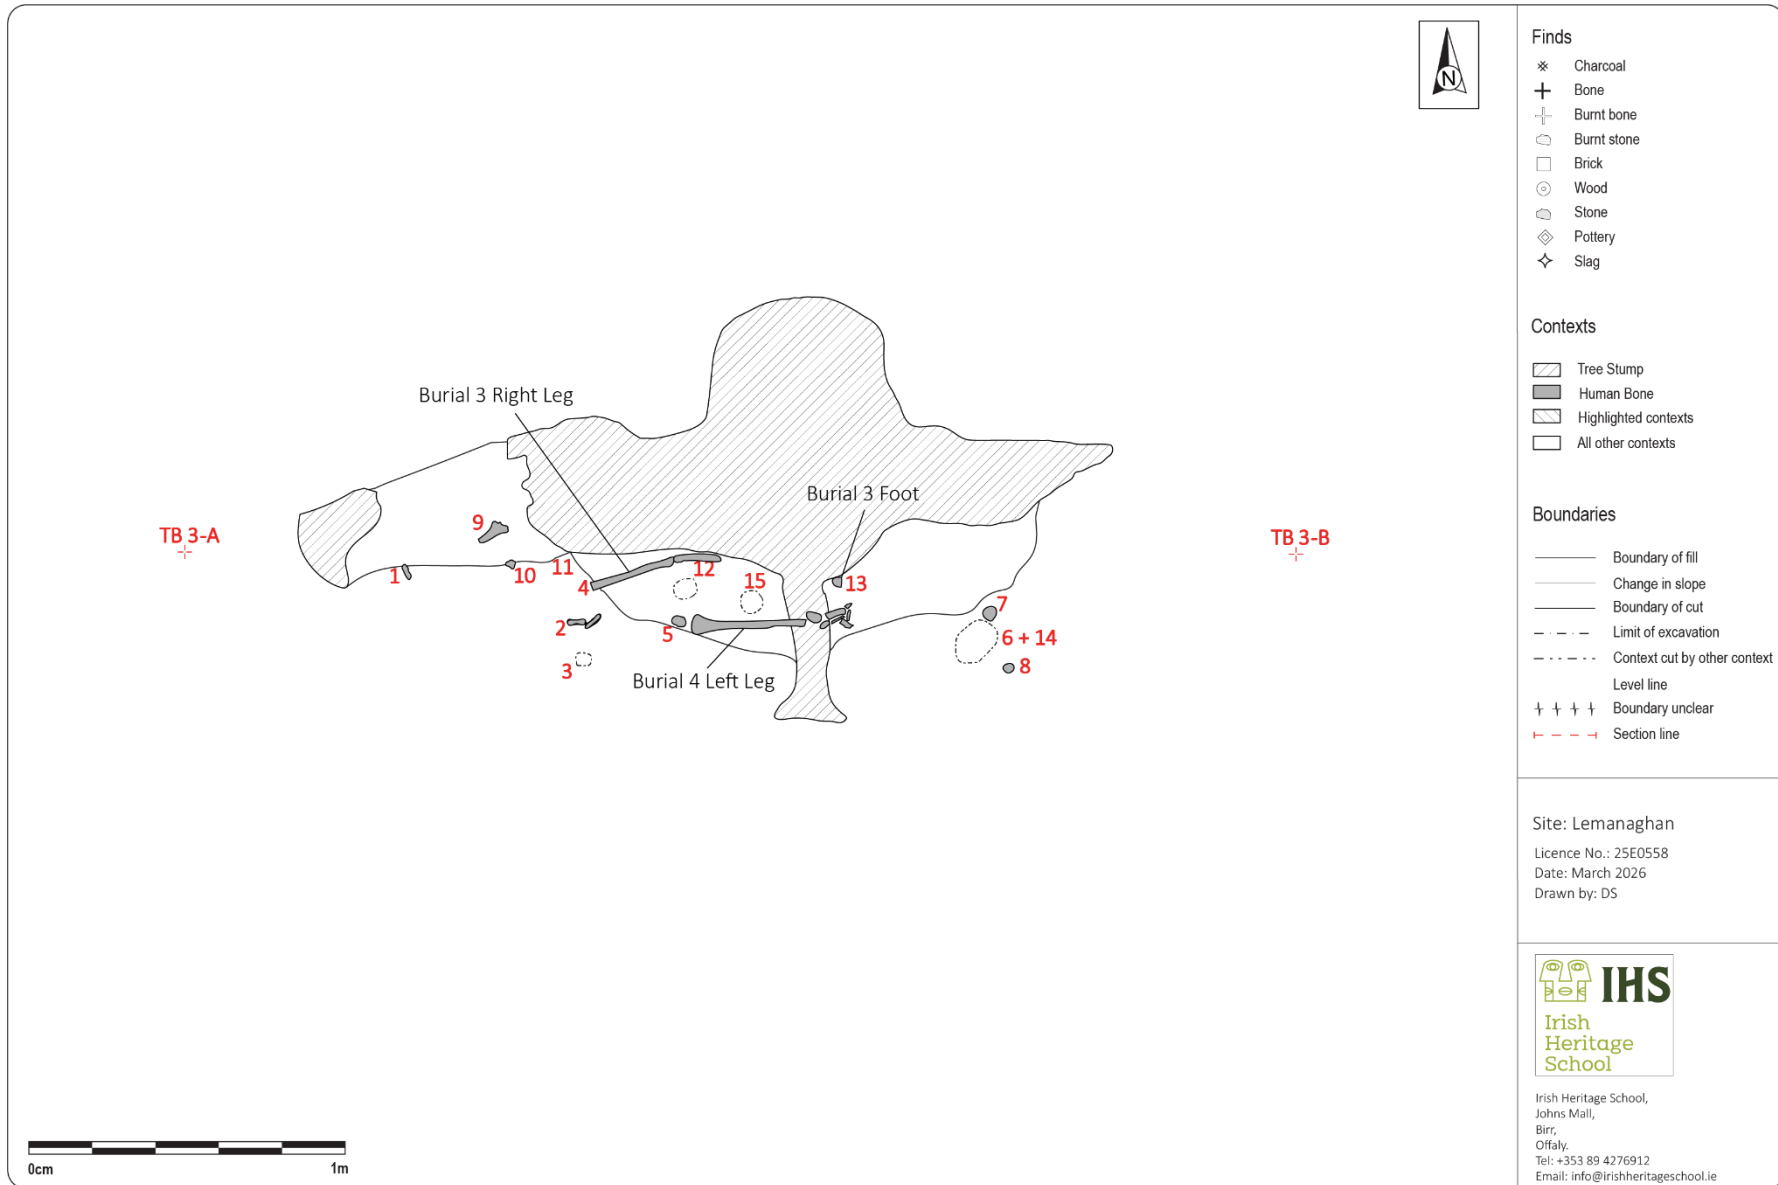 N
Burial 3 Right Leg
Burial 3 Foot
TB 3-A
TB 3-B
9
1
10
11
4
12
15
13
2
5
7
3
6 + 14
8
Burial 4 Left Leg
0cm
1m
Finds
Charcoal
Bone
Burnt bone
Burnt stone
Brick
Wood
Stone
Pottery
Slag
Contexts
Tree Stump
Human Bone
Highlighted contexts
All other contexts
Boundaries
Boundary of fill
Change in slope
Boundary of cut
Limit of excavation
Context cut by other context
Level line
Boundary unclear
Section line
Site: Lemanaghan
Licence No.: 25E0558
Date: March 2026
Drawn by: DS
IHS
Irish
Heritage
School
Irish Heritage School,
Johns Mall,
Birr,
Offaly.
Tel: +353 89 4276912
Email: info@irishheritageschool.ie